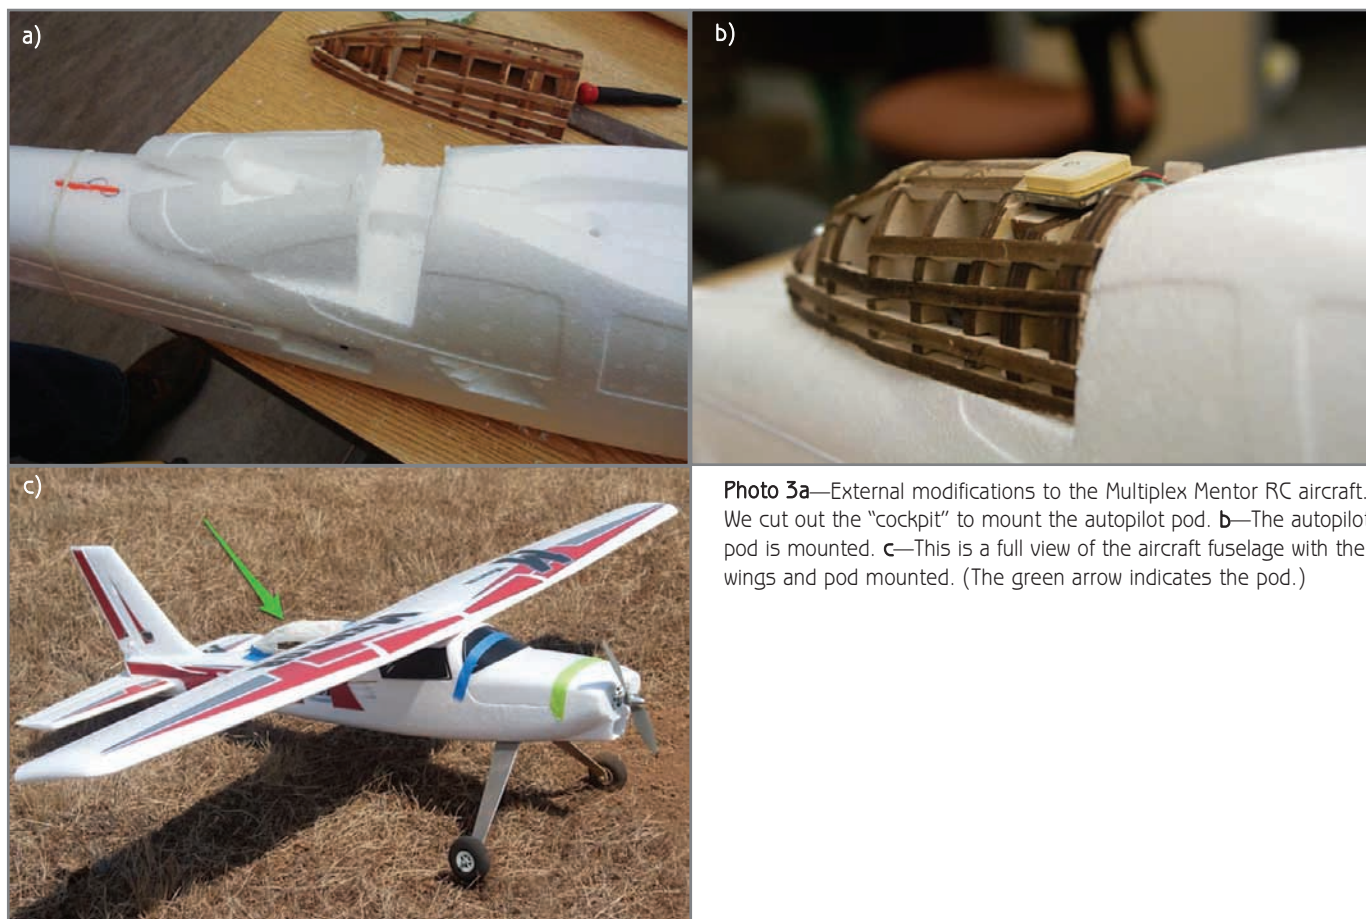 a)
b)
c)
Photo 3a—External modifications to the Multiplex Mentor RC aircraft.
We cut out the “cockpit” to mount the autopilot pod. b—The autopilot
pod is mounted. c—This is a full view of the aircraft fuselage with the
wings and pod mounted. (The green arrow indicates the pod.)